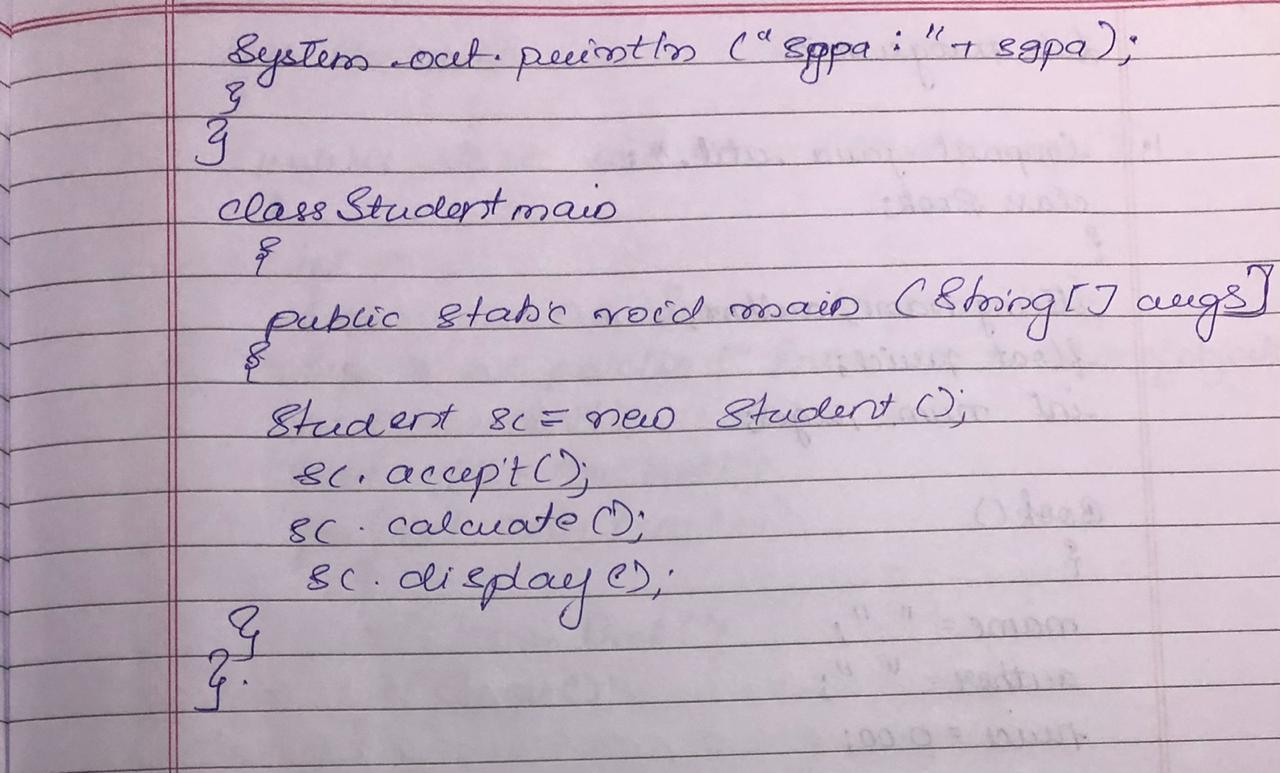 System.out.println ("sgpa:" + sgpa);
}
}
class Studentmain
{
public static void main (String[] args]
{
Student sc = new Student ();
sc. accept();
sc. calcuate();
sc. display();
}
}.